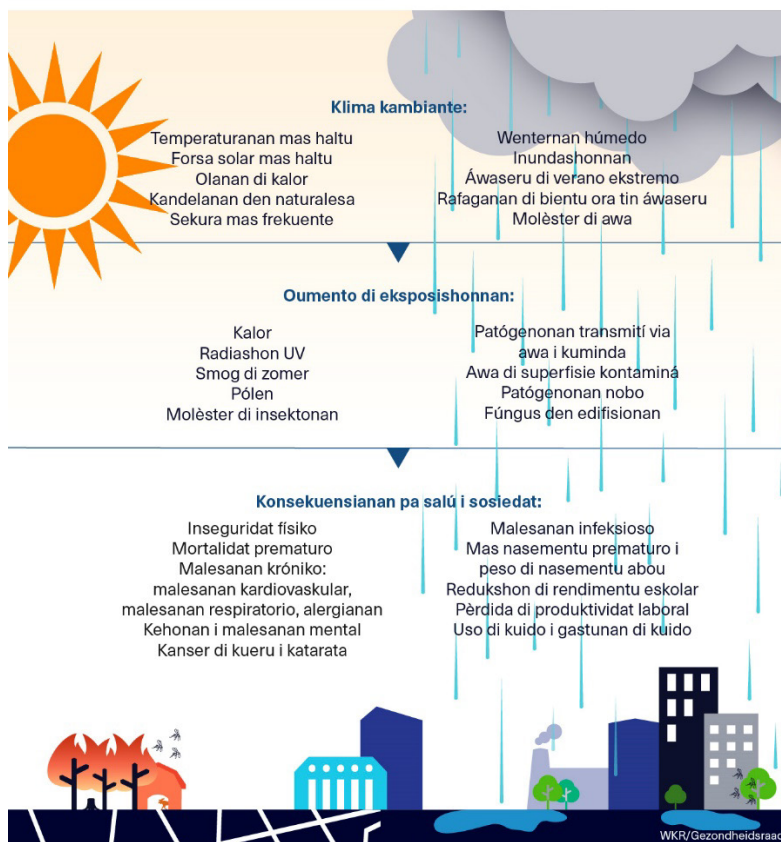 Klima kambiante:
Temperaturanan mas haltu
Forsa solar mas haltu
Olanan di kalor
Kandelanan den naturalesa
Sekura mas frekuente
Wenternan húmedo
Inundashonnan
Áwaseru di verano ekstremo
Rafaganan di bientu ora tin áwaseru
Molèster di awa
Oumento di eksposishonnan:
Kalor
Radiashon UV
Smog di zomer
Pólen
Molèster di insektonan
Patógenonan transmití via
awa i kuminda
Awa di superfisie kontaminá
Patógenonan nobo
Fúngus den edifisionan
Konsekuensianan pa salú i sosiedat:
Inseguridat físiko
Mortalidat prematuro
Malesanan króniko:
malesanan kardiovaskular,
malesanan respiratorio, alergianan
Kehonan i malesanan mental
Kanser di kueru i katarata
Malesanan infeksioso
Mas nasementu prematuro i
peso di nasementu abou
Redukshon di rendimentu eskolar
Pèrdida di produktividat laboral
Uso di kuido i gastunan di kuido
WKR/Gezondheidsraad